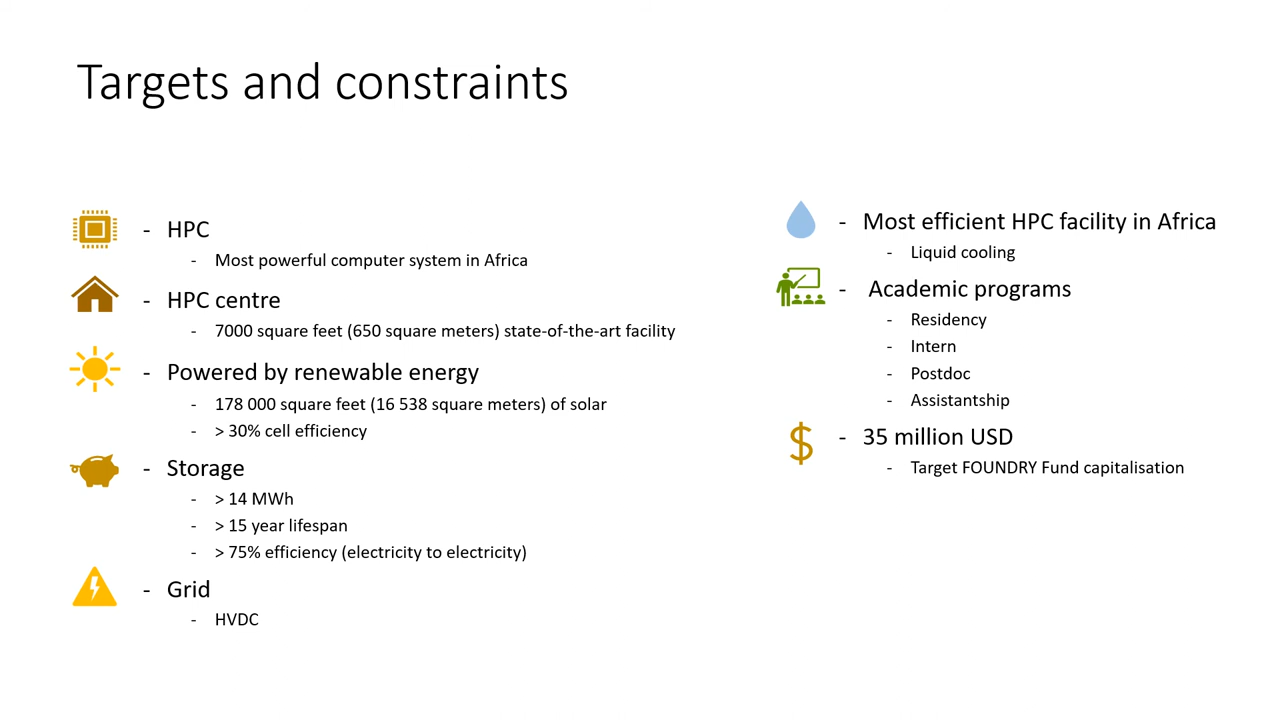 Targets and constraints
- HPC
- Most powerful computer system in Africa
- HPC centre
- 7000 square feet (650 square meters) state-of-the-art facility
- Powered by renewable energy
- 178 000 square feet (16 538 square meters) of solar
- > 30% cell efficiency
- Storage
- > 14 MWh
- > 15 year lifespan
- > 75% efficiency (electricity to electricity)
- Grid
- HVDC
- Most efficient HPC facility in Africa
- Liquid cooling
- Academic programs
- Residency
- Intern
- Postdoc
- Assistantship
- 35 million USD
- Target FOUNDRY Fund capitalisation